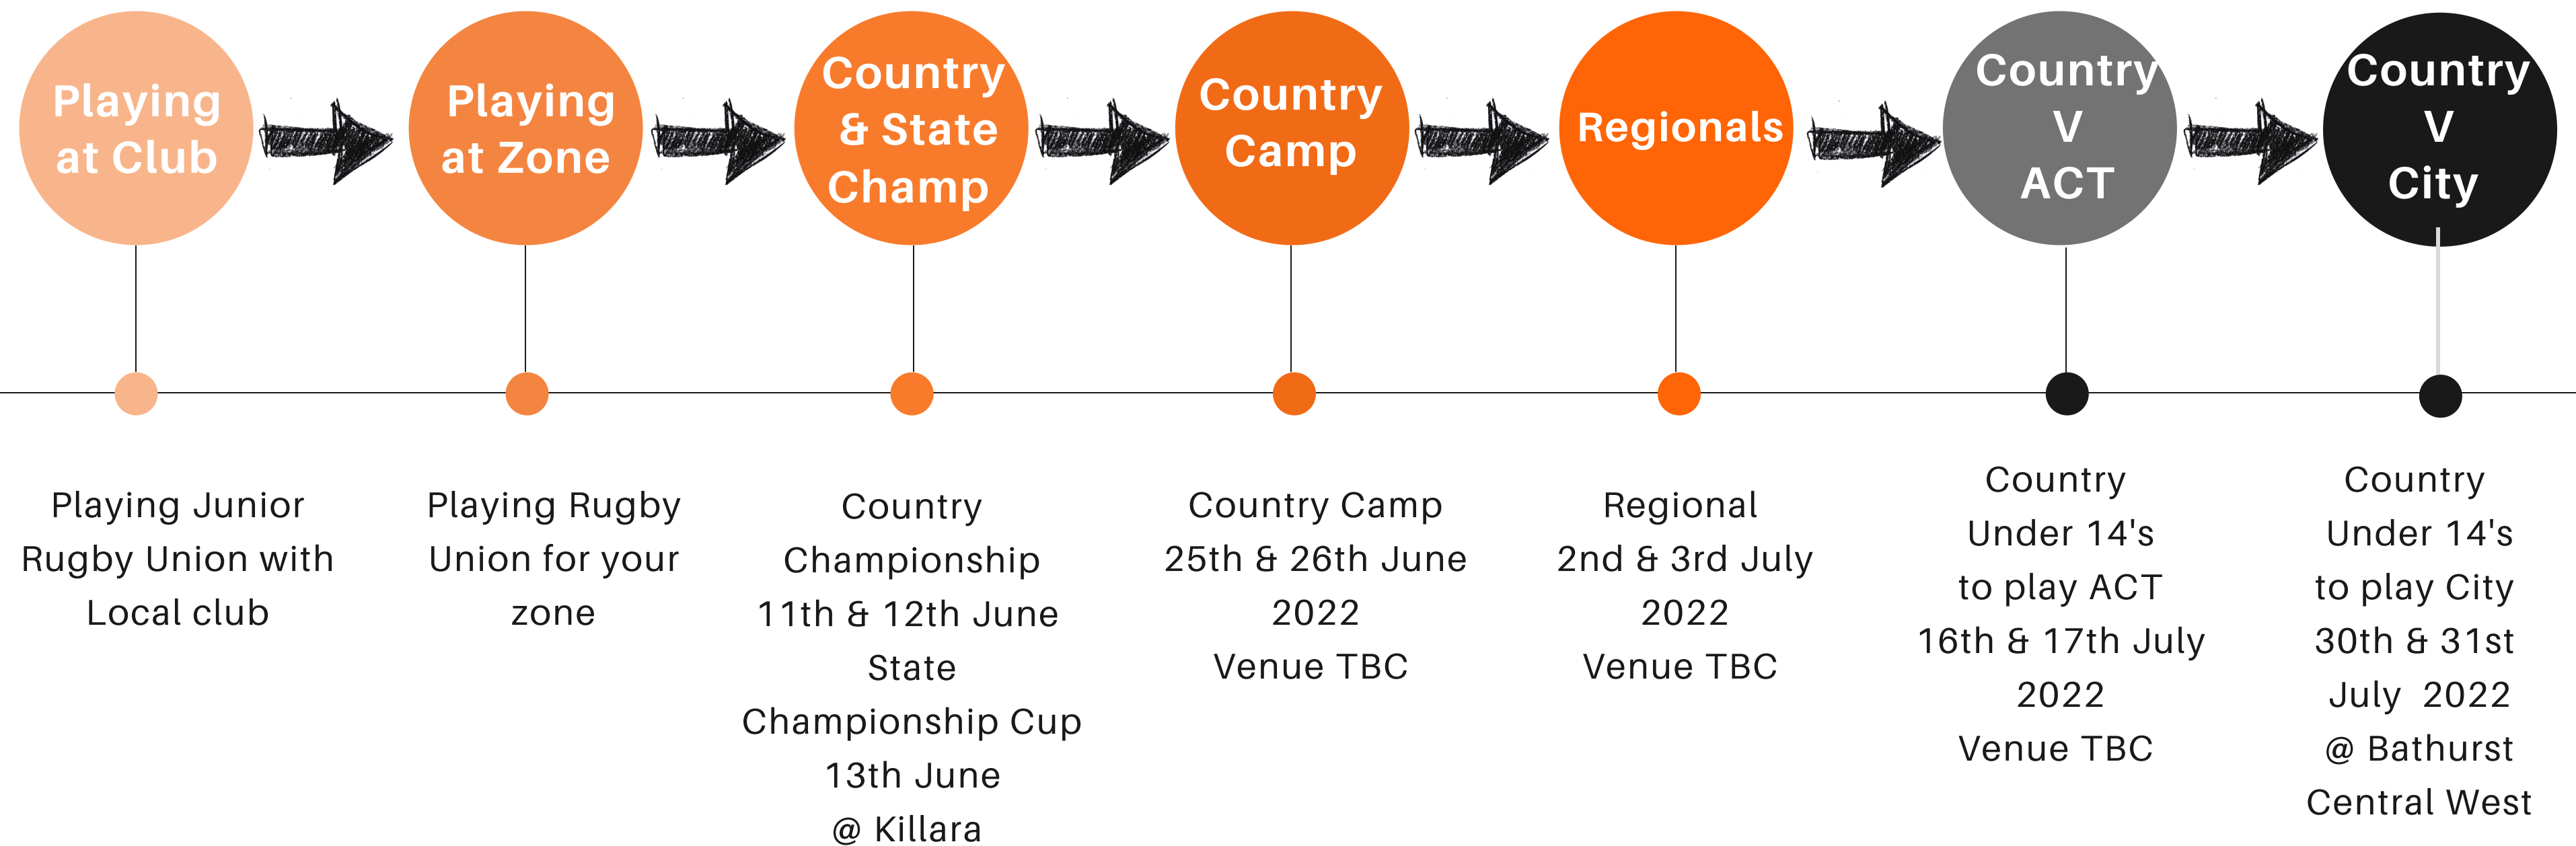 Playing
at Club
Playing
at Zone
Country
& State
Champ
Country
Camp
Regionals
Country
V
ACT
Country
V
City
Playing Junior
Rugby Union with
Local club
Playing Rugby
Union for your
zone
Country
Championship
11th & 12th June
State
Championship Cup
13th June
@ Killara
Country Camp
25th & 26th June
2022
Venue TBC
Regional
2nd & 3rd July
2022
Venue TBC
Country
Under 14's
to play ACT
16th & 17th July
2022
Venue TBC
Country
Under 14's
to play City
30th & 31st
July 2022
@ Bathurst
Central West